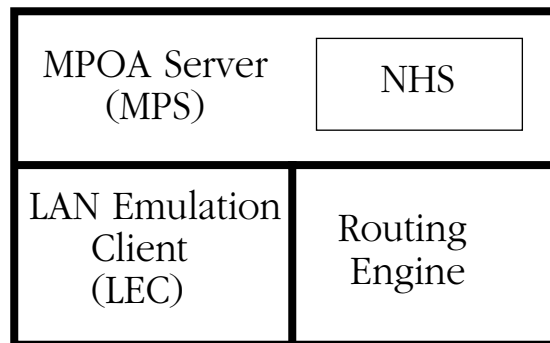 MPOA Server
(MPS)
NHS
LAN Emulation
Client
(LEC)
Routing
Engine